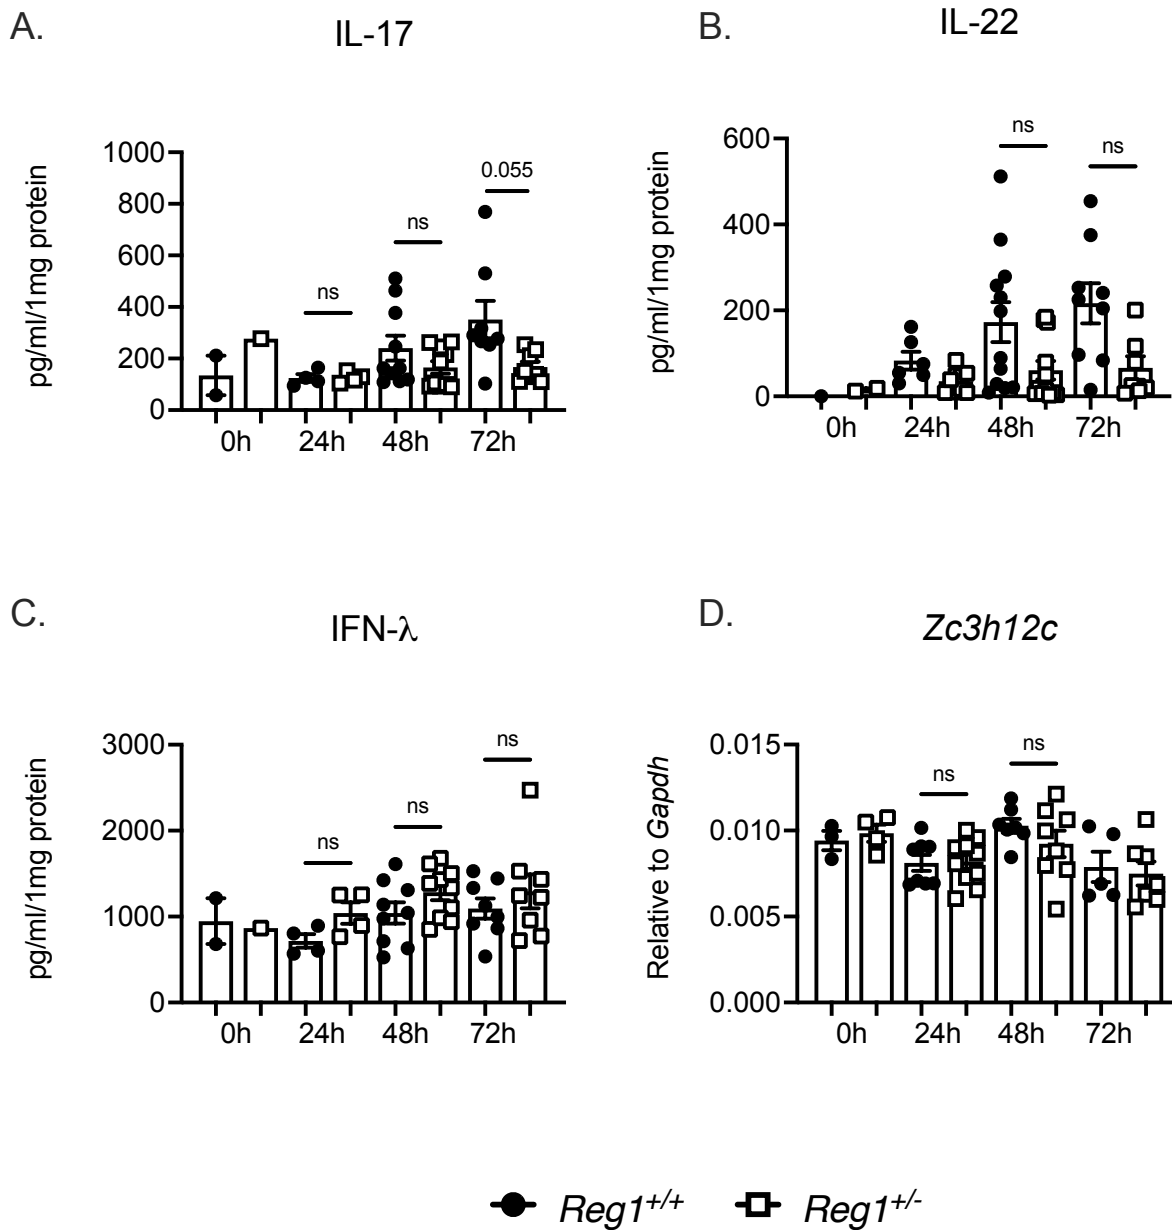 A.
IL-17
pg/ml/1mg protein
1000
800
600
400
200
0
ns
ns
0.055
0h 24h 48h 72h
B.
IL-22
pg/ml/1mg protein
600
400
200
0
ns
ns
0h 24h 48h 72h
C.
IFN-λ
pg/ml/1mg protein
3000
2000
1000
0
ns
ns
ns
0h 24h 48h 72h
D.
Zc3h12c
Relative to Gapdh
0.015
0.010
0.005
0.000
ns
ns
0h 24h 48h 72h
Reg1+/+ Reg1+/-